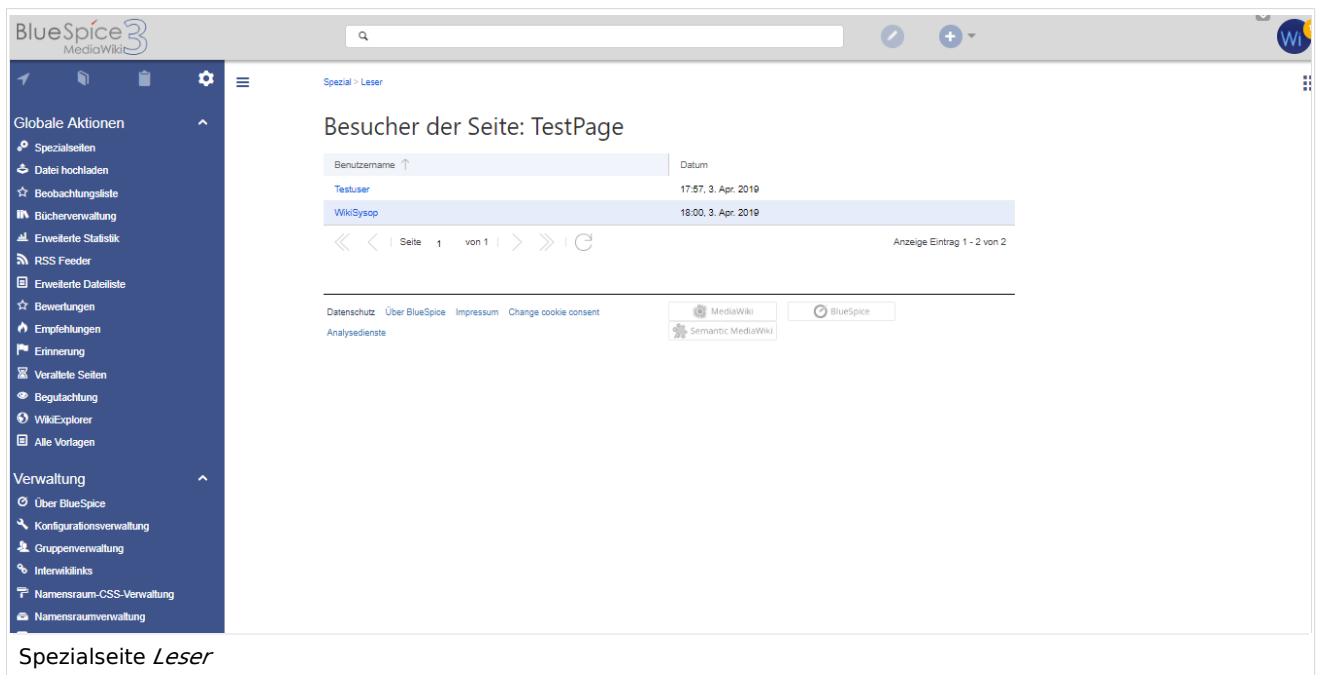 BlueSpice 3
MediaWiki
Wi
Spezial > Leser
Globale Aktionen
Spezialseiten
Datei hochladen
Beobachtungsliste
Bücherverwaltung
Erweiterte Statistik
RSS Feeder
Erweiterte Dateiliste
Bewertungen
Empfehlungen
Erinnerung
Veraltete Seiten
Begutachtung
WikiExplorer
Alle Vorlagen
Verwaltung
Über BlueSpice
Konfigurationsverwaltung
Gruppenverwaltung
Interwikilinks
Namensraum-CSS-Verwaltung
Namensraumverwaltung
Besucher der Seite: TestPage
Benutzername ↑ Datum
Testuser 17:57, 3. Apr. 2019
WikiSysop 18:00, 3. Apr. 2019
Seite 1 von 1 Anzeige Eintrag 1 - 2 von 2
Datenschutz Über BlueSpice Impressum Change cookie consent
Analysedienste
MediaWiki BlueSpice
Semantic MediaWiki
Spezialseite Leser